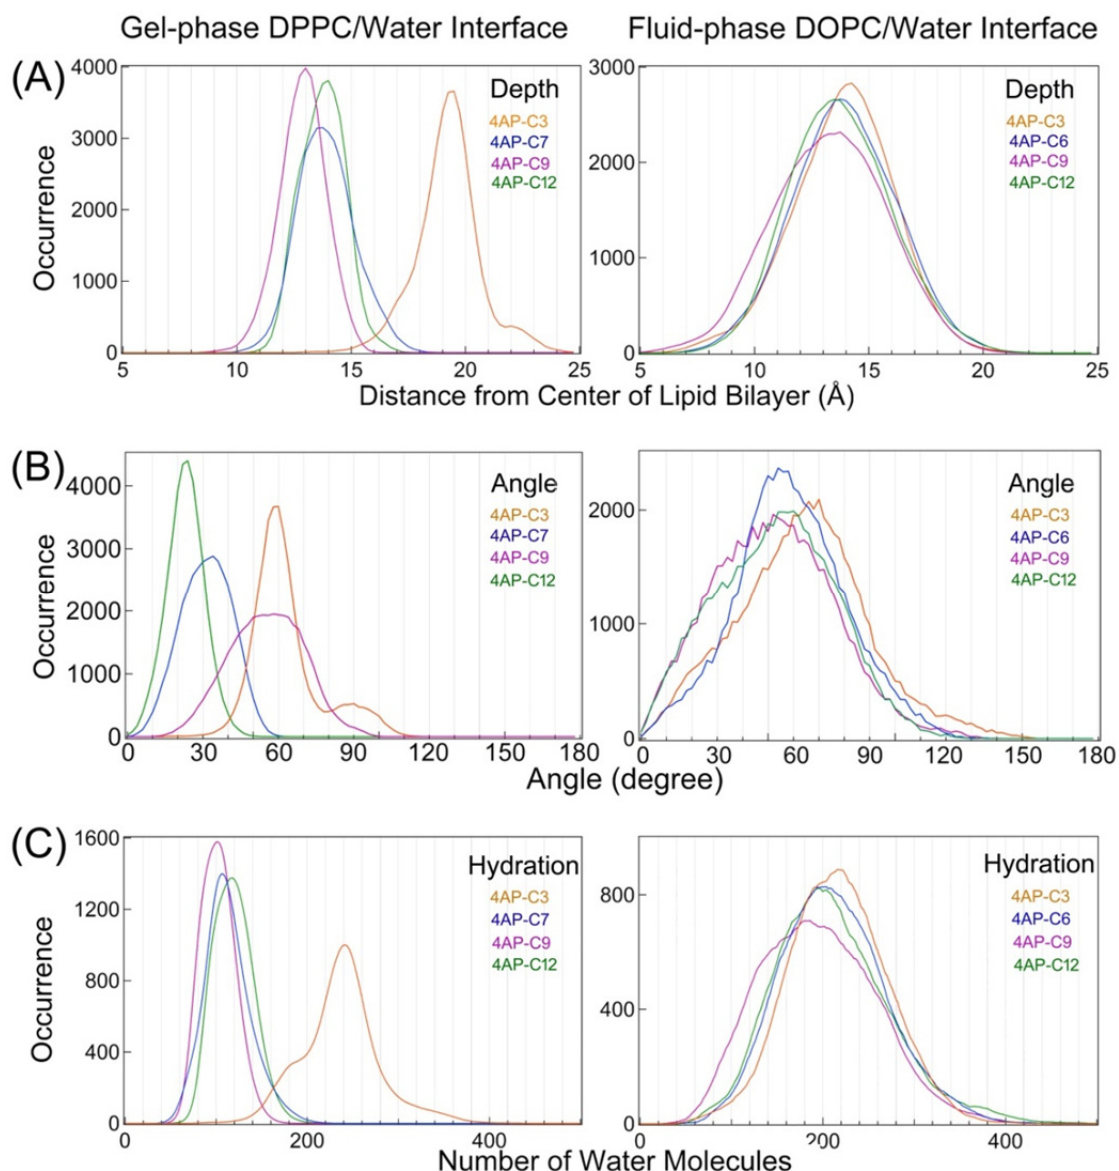 Gel-phase DPPC/Water Interface
Fluid-phase DOPC/Water Interface
(A)
4000
3000
2000
1000
0
Occurrence
Depth
4AP-C3
4AP-C7
4AP-C9
4AP-C12
5 10 15 20 25
3000
2000
1000
0
Depth
4AP-C3
4AP-C6
4AP-C9
4AP-C12
5 10 15 20 25
Distance from Center of Lipid Bilayer (Å)
(B)
4000
3000
2000
1000
0
Occurrence
Angle
4AP-C3
4AP-C7
4AP-C9
4AP-C12
0 30 60 90 120 150 180
2000
1000
0
Angle
4AP-C3
4AP-C6
4AP-C9
4AP-C12
0 30 60 90 120 150 180
Angle (degree)
(C)
1600
1200
800
400
0
Occurrence
Hydration
4AP-C3
4AP-C7
4AP-C9
4AP-C12
0 200 400
800
400
0
Hydration
4AP-C3
4AP-C6
4AP-C9
4AP-C12
0 200 400
Number of Water Molecules